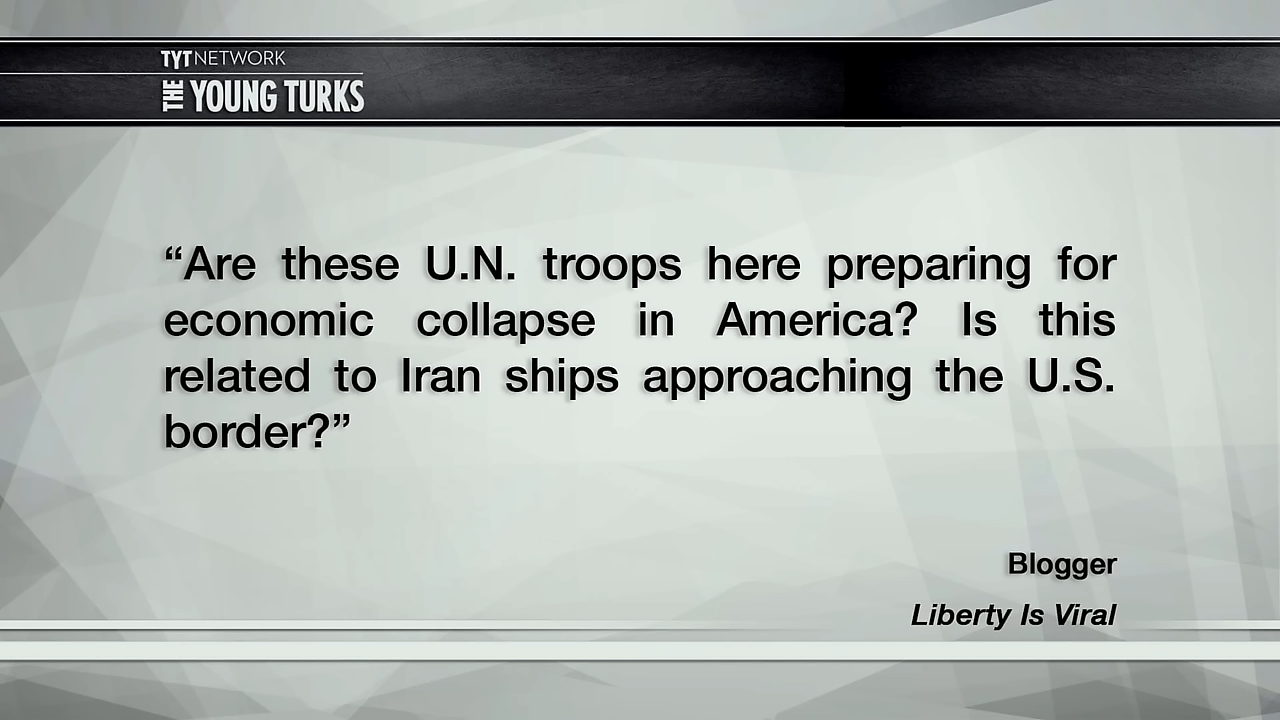 TYT NETWORK
THE YOUNG TURKS
“Are these U.N. troops here preparing for
economic collapse in America? Is this
related to Iran ships approaching the U.S.
border?”
Blogger
Liberty Is Viral